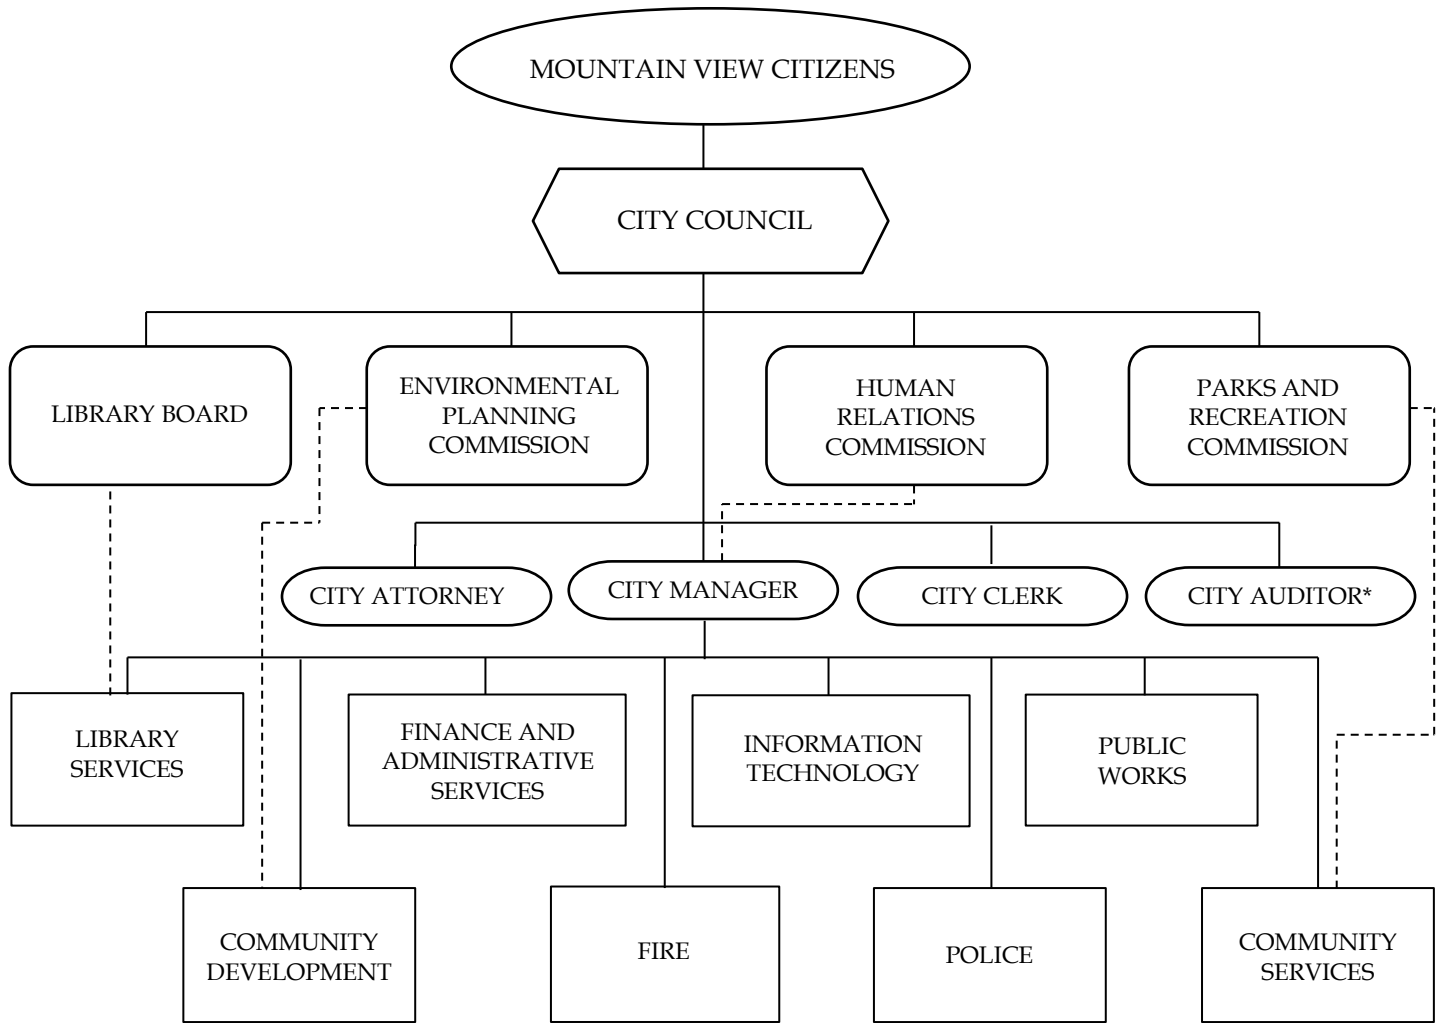 MOUNTAIN VIEW CITIZENS
CITY COUNCIL
LIBRARY BOARD
ENVIRONMENTAL
PLANNING
COMMISSION
HUMAN
RELATIONS
COMMISSION
PARKS AND
RECREATION
COMMISSION
CITY ATTORNEY
CITY MANAGER
CITY CLERK
CITY AUDITOR*
LIBRARY
SERVICES
FINANCE AND
ADMINISTRATIVE
SERVICES
INFORMATION
TECHNOLOGY
PUBLIC
WORKS
COMMUNITY
DEVELOPMENT
FIRE
POLICE
COMMUNITY
SERVICES